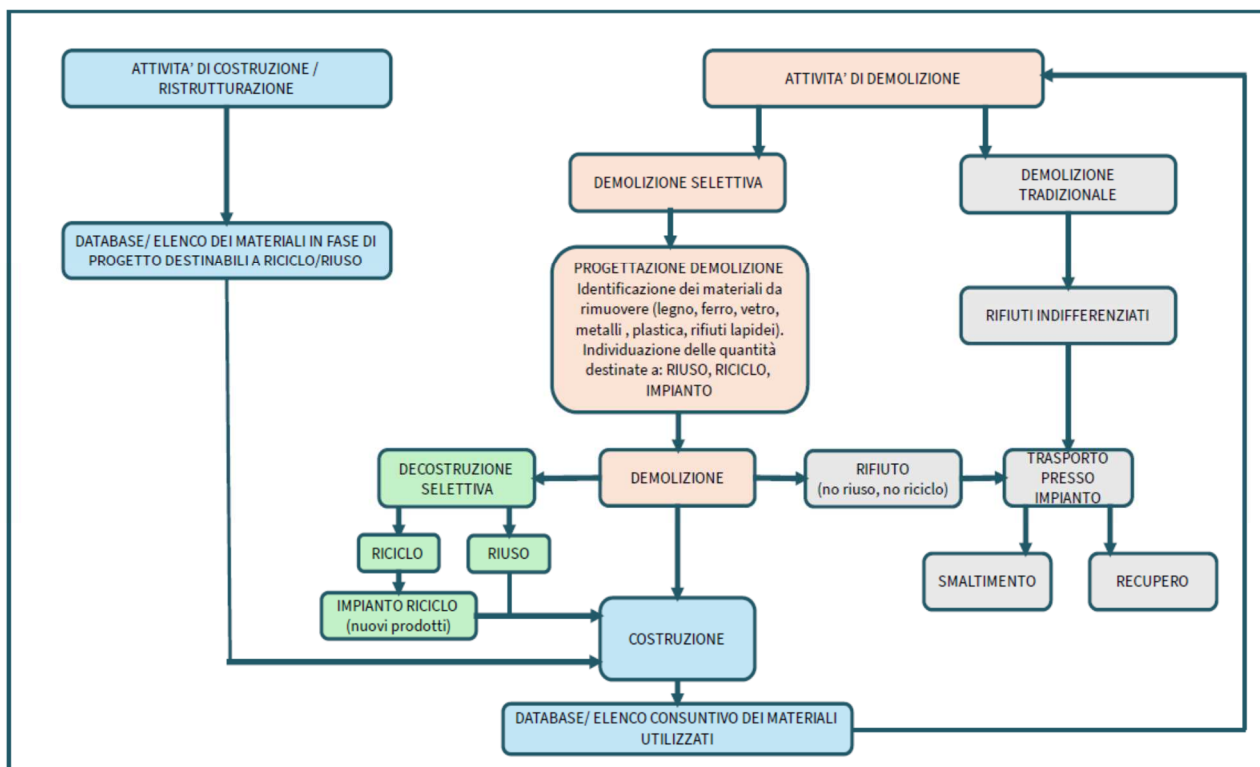 ATTIVITA' DI COSTRUZIONE /
RISTRUTTURAZIONE
ATTIVITA' DI DEMOLIZIONE
DEMOLIZIONE SELETTIVA
DEMOLIZIONE
TRADIZIONALE
DATABASE/ ELENCO DEI MATERIALI IN FASE DI
PROGETTO DESTINABILI A RICICLO/RIUSO
PROGETTAZIONE DEMOLIZIONE
Identificazione dei materiali da
rimuovere (legno, ferro, vetro,
metalli , plastica, rifiuti lapidei).
Individuazione delle quantità
destinate a: RIUSO, RICICLO,
IMPIANTO
RIFIUTI INDIFFERENZIATI
DECOSTRUZIONE
SELETTIVA
DEMOLIZIONE
RIFIUTO
(no riuso, no riciclo)
TRASPORTO
PRESSO
IMPIANTO
RICICLO
RIUSO
SMALTIMENTO
RECUPERO
IMPIANTO RICICLO
(nuovi prodotti)
COSTRUZIONE
DATABASE/ ELENCO CONSUNTIVO DEI MATERIALI
UTILIZZATI